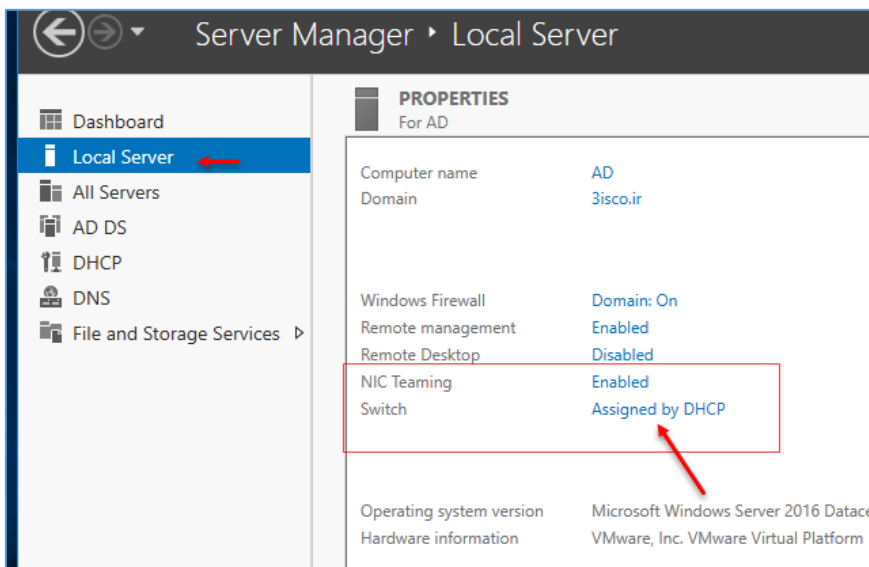 Server Manager ‣ Local Server
Dashboard
Local Server
All Servers
AD DS
DHCP
DNS
File and Storage Services
PROPERTIES
For AD
Computer name AD
Domain 3isco.ir
Windows Firewall Domain: On
Remote management Enabled
Remote Desktop Disabled
NIC Teaming Enabled
Switch Assigned by DHCP
Operating system version Microsoft Windows Server 2016 Datace
Hardware information VMware, Inc. VMware Virtual Platform